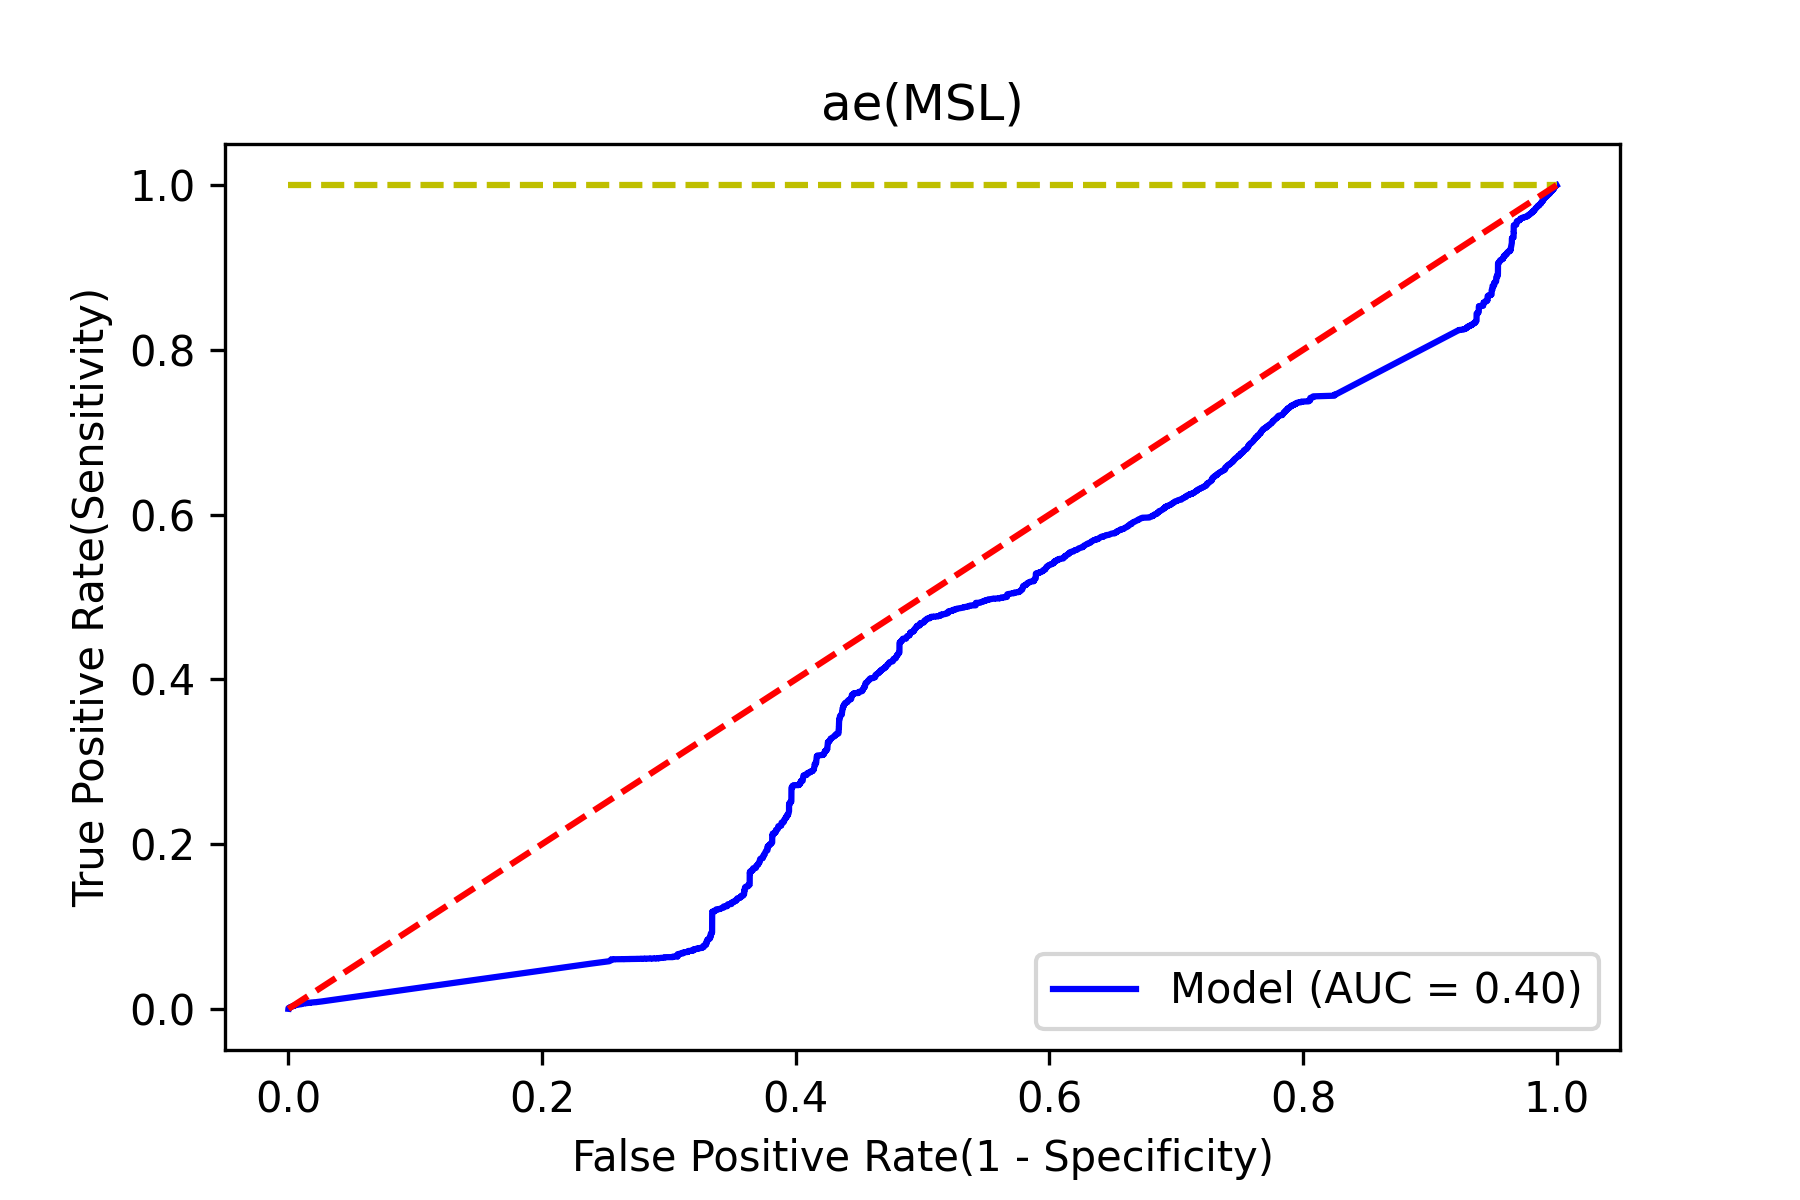 ae(MSL)
True Positive Rate(Sensitivity)
1.0
0.8
0.6
0.4
0.2
0.0
Model (AUC = 0.40)
0.0 0.2 0.4 0.6 0.8 1.0
False Positive Rate(1 - Specificity)